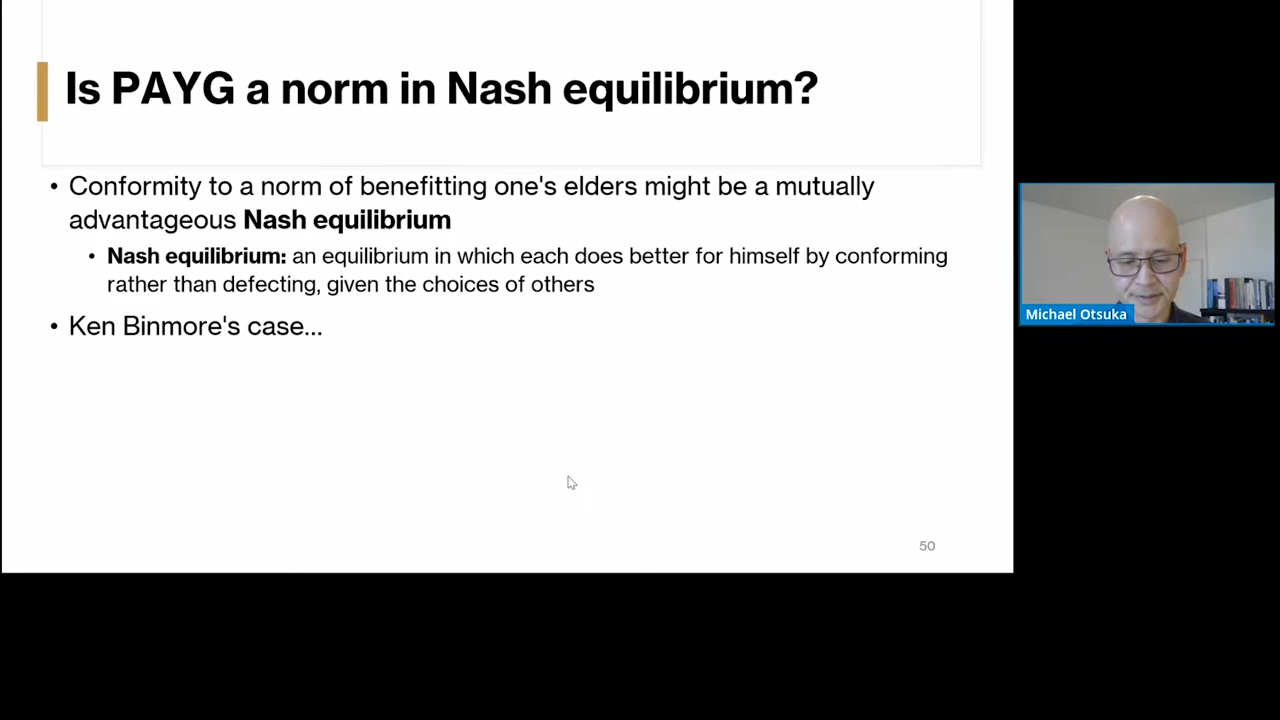 Is PAYG a norm in Nash equilibrium?
• Conformity to a norm of benefitting one's elders might be a mutually
advantageous Nash equilibrium
• Nash equilibrium: an equilibrium in which each does better for himself by conforming
rather than defecting, given the choices of others
• Ken Binmore's case...
50
Michael Otsuka